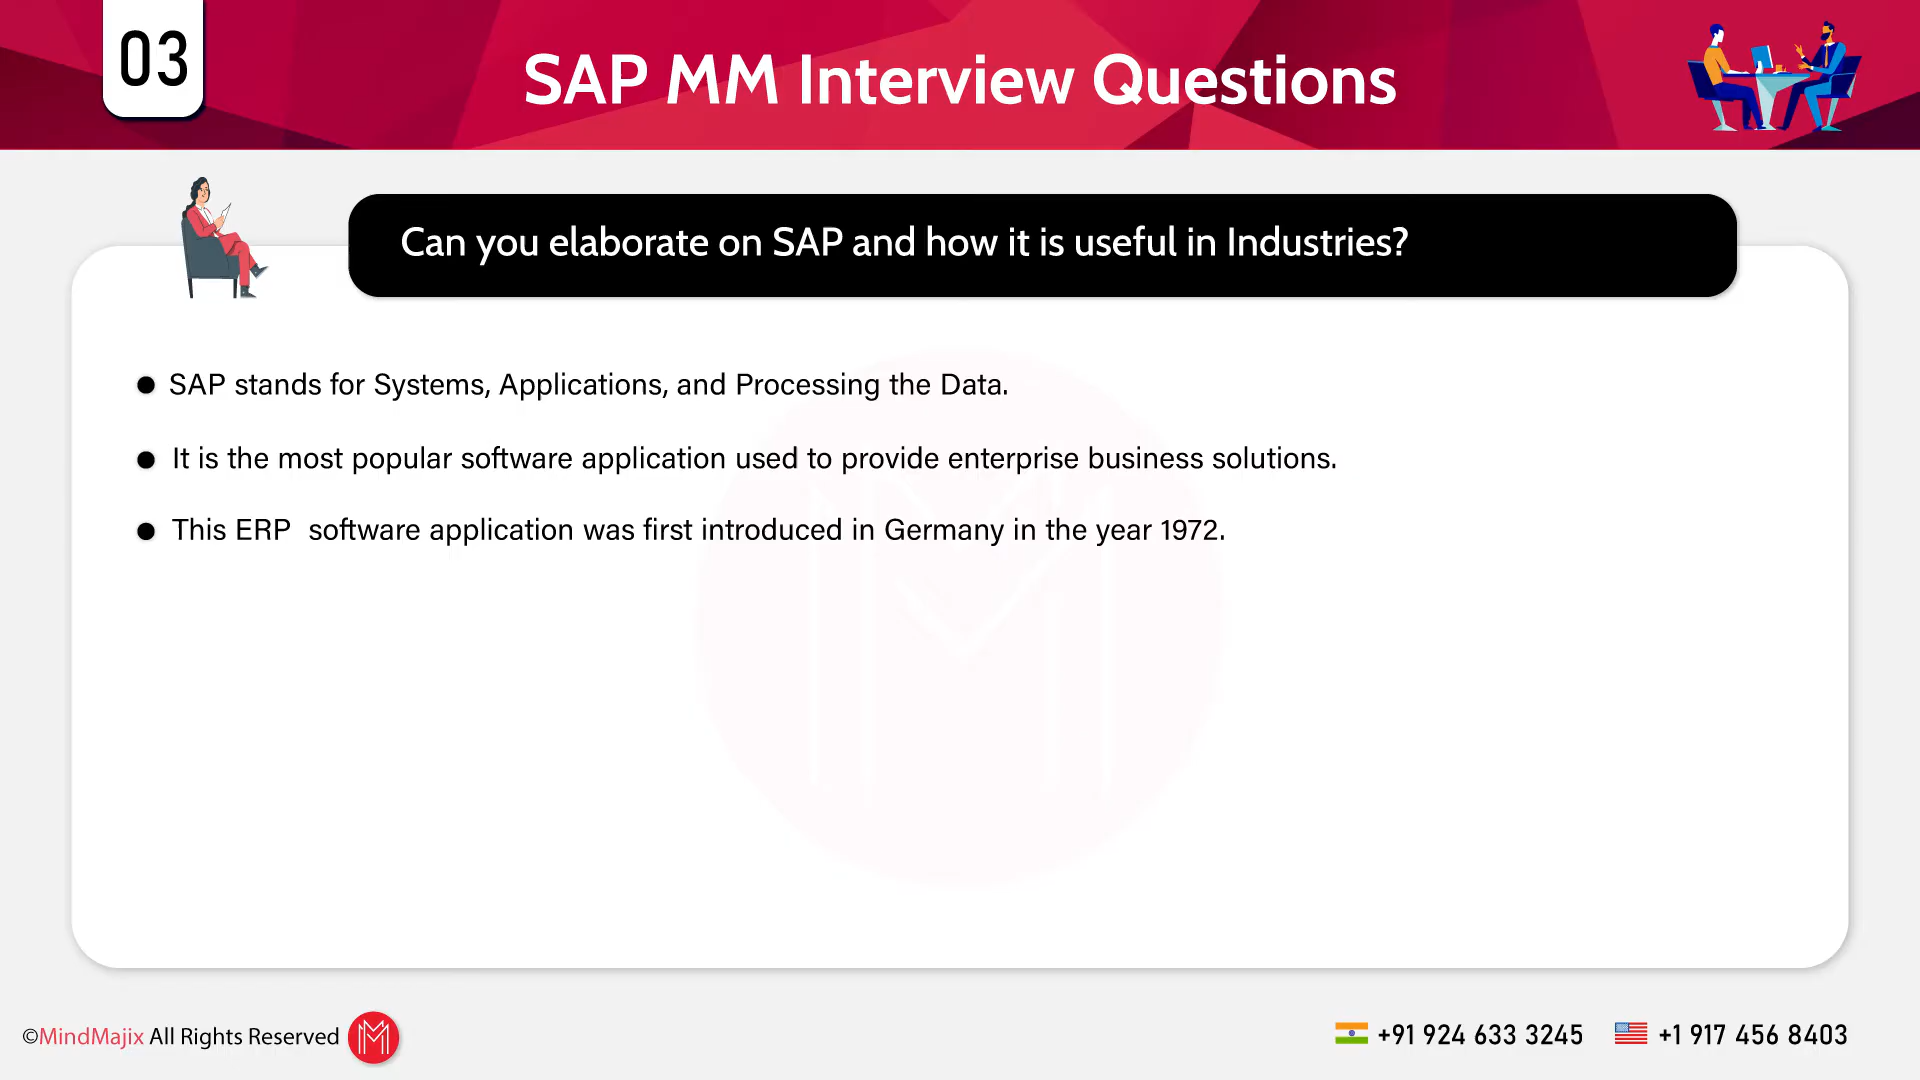 03
SAP MM Interview Questions
Can you elaborate on SAP and how it is useful in Industries?
● SAP stands for Systems, Applications, and Processing the Data.
● It is the most popular software application used to provide enterprise business solutions.
● This ERP  software application was first introduced in Germany in the year 1972.
©MindMajix All Rights Reserved
+91 924 633 3245 +1 917 456 8403